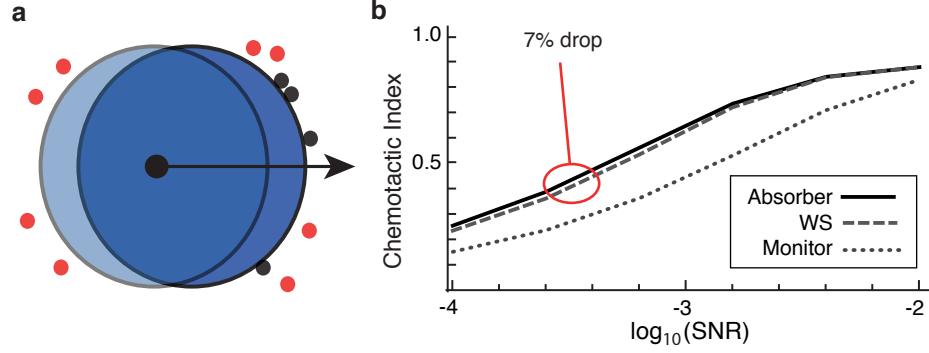 a
b
7% drop
1.0
0.5
Chemotactic Index
Absorber
WS
Monitor
-4
-3
-2
log₁₀(SNR)